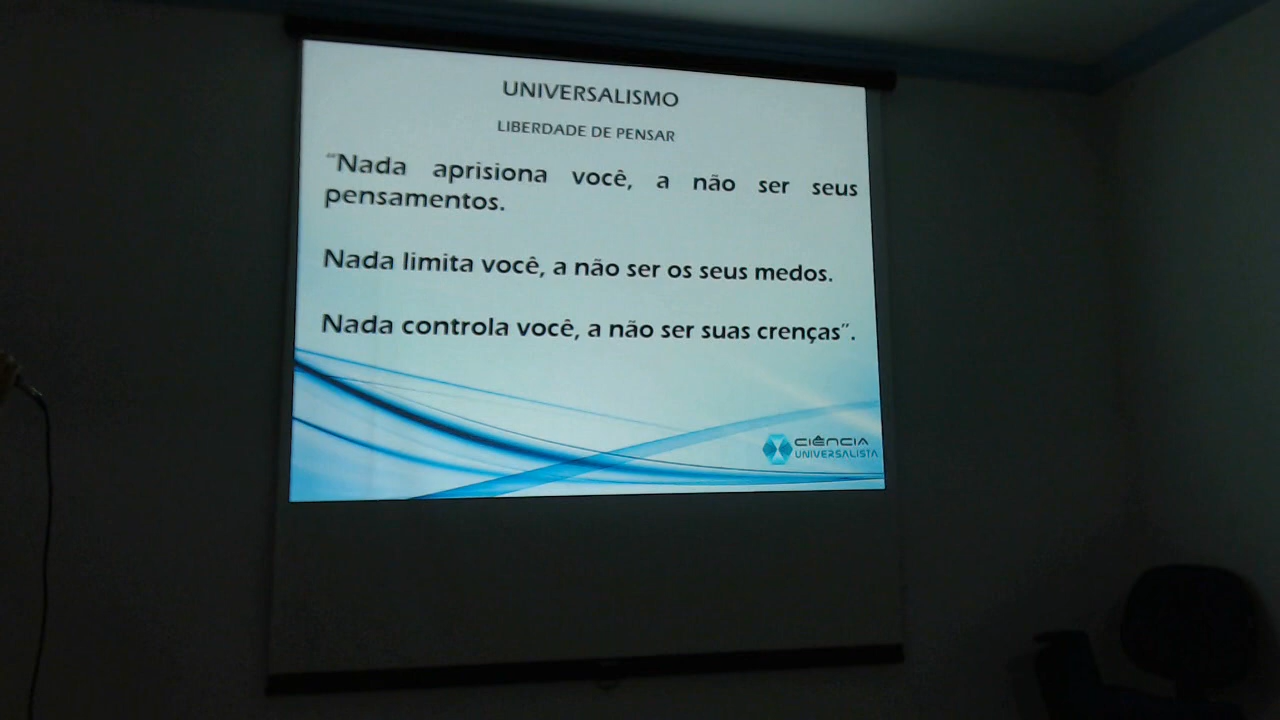 UNIVERSALISMO
LIBERDADE DE PENSAR
“Nada aprisiona você, a não ser seus
pensamentos.
Nada limita você, a não ser os seus medos.
Nada controla você, a não ser suas crenças”.
CIÊNCIA
UNIVERSALISTA